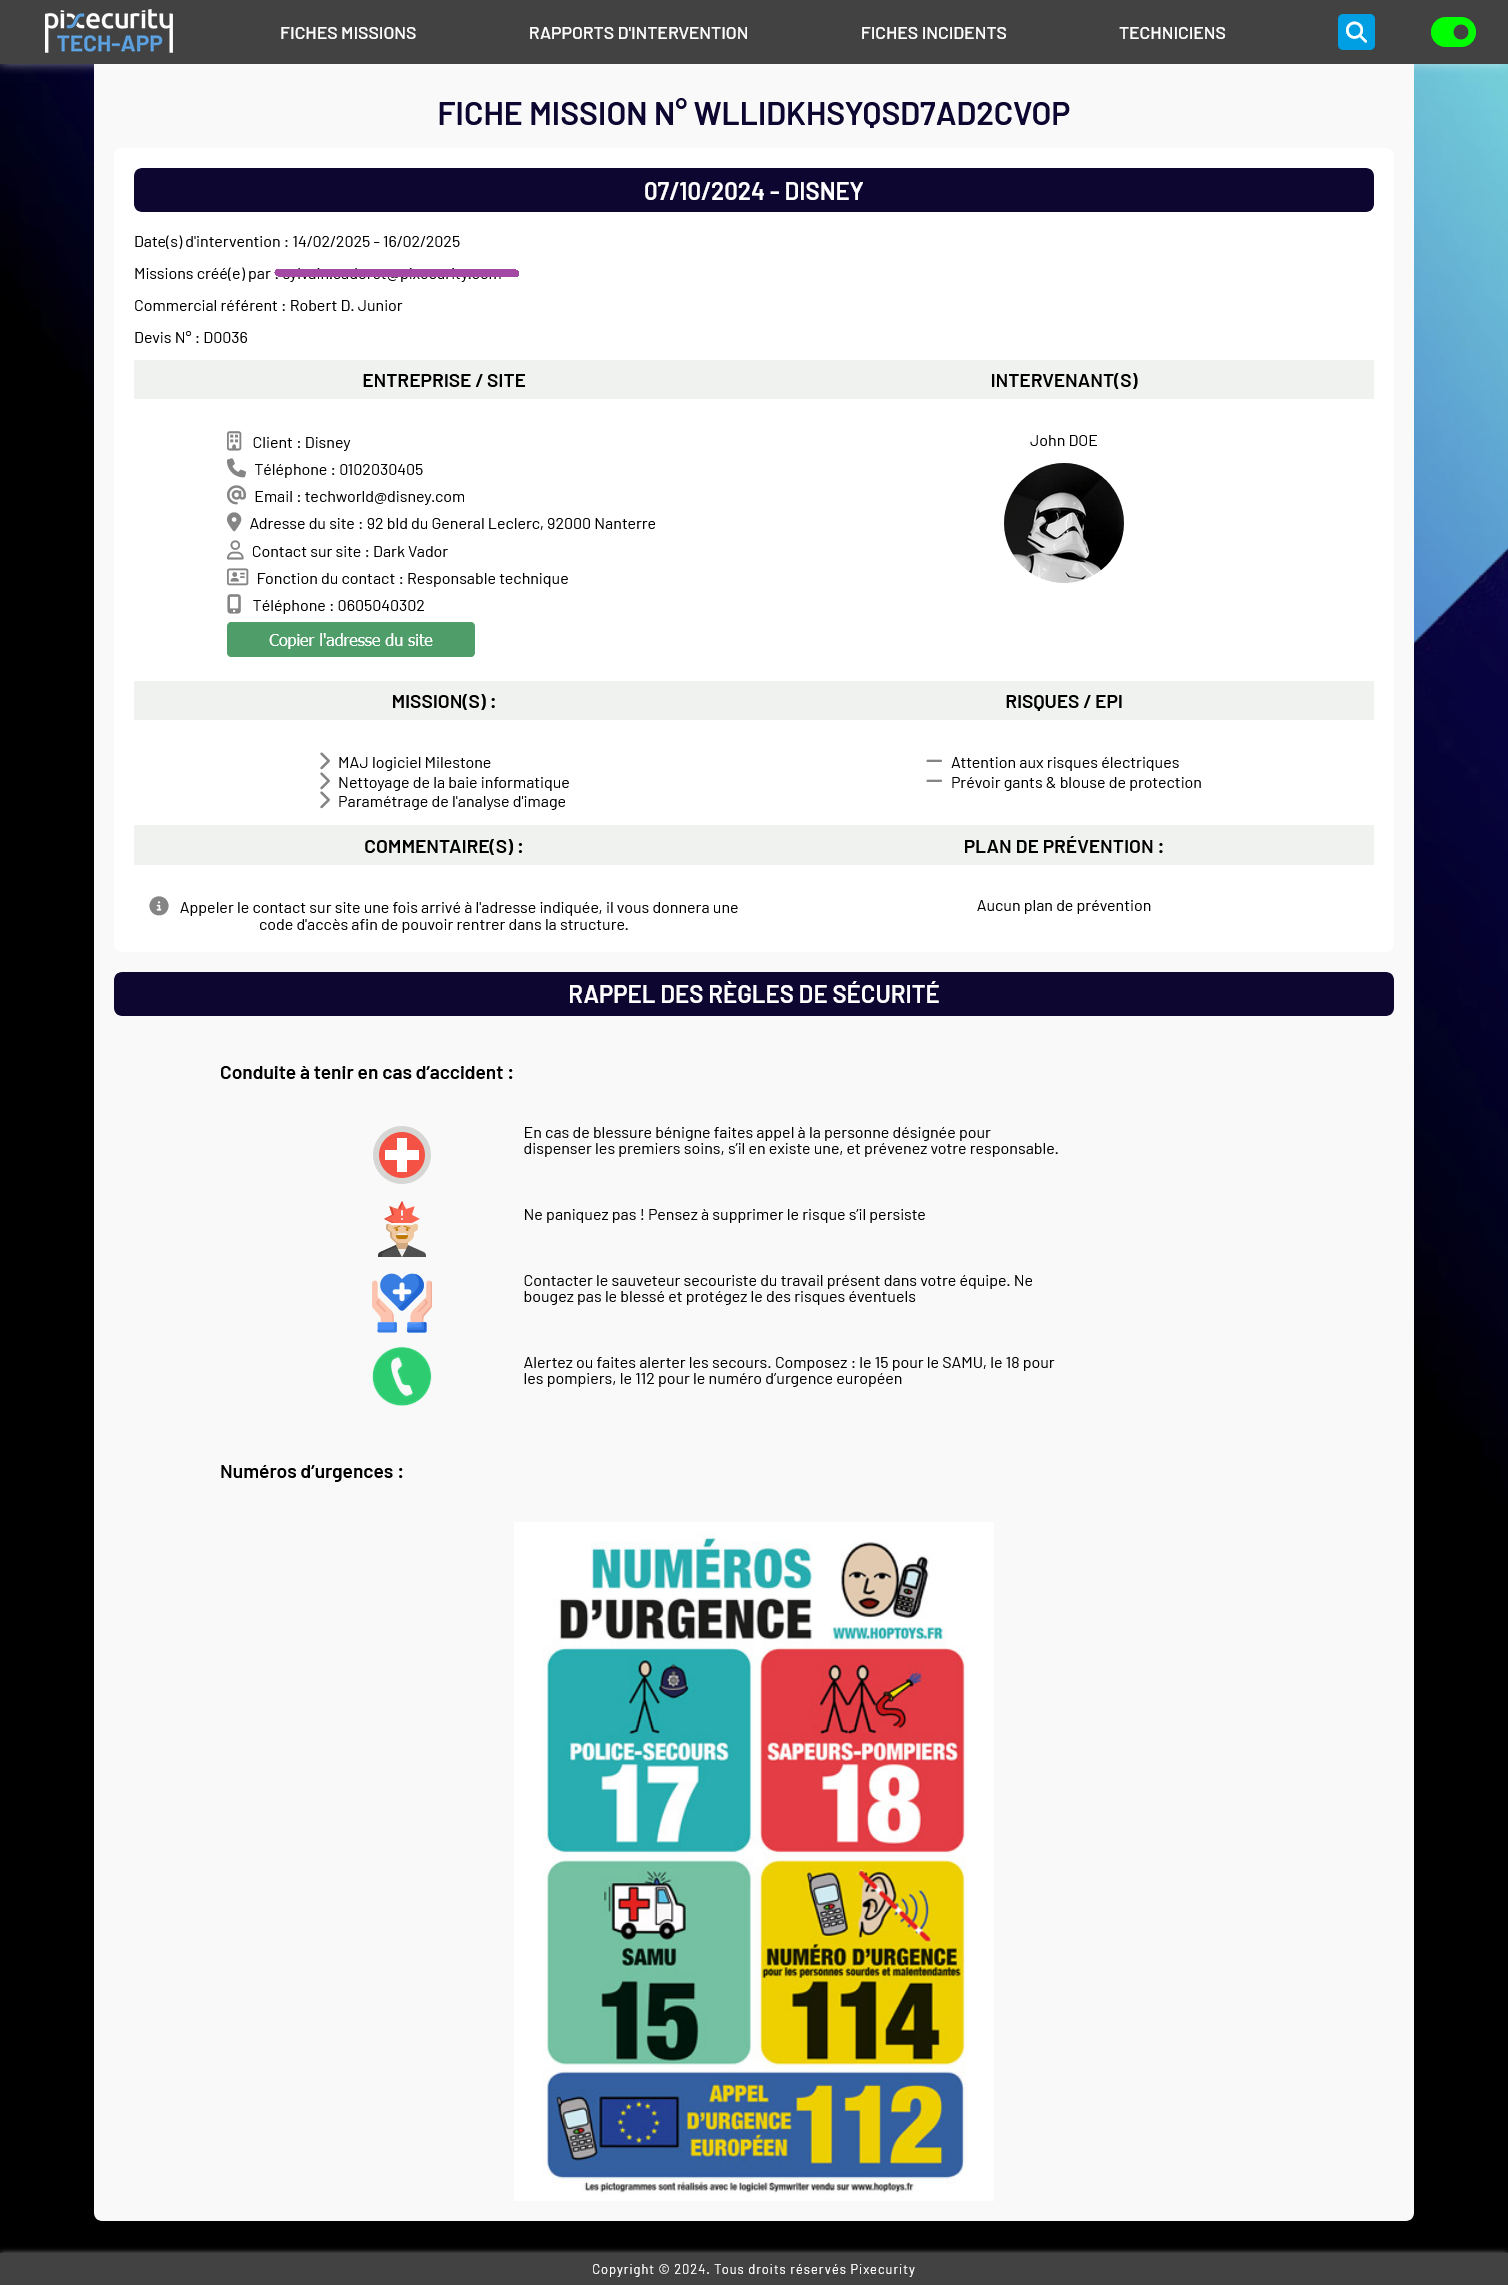 pixecurity
TECH-APP
FICHES MISSIONS
RAPPORTS D'INTERVENTION
FICHES INCIDENTS
TECHNICIENS
FICHE MISSION N° WLLIDKHSYQSD7AD2CVOP
07/10/2024 - DISNEY
Date(s) d'intervention : 14/02/2025 - 16/02/2025
Missions créé(e) par :
Commercial référent : Robert D. Junior
Devis N° : D0036
ENTREPRISE / SITE
Client : Disney
Téléphone : 0102030405
Email : techworld@disney.com
Adresse du site : 92 bld du General Leclerc, 92000 Nanterre
Contact sur site : Dark Vador
Fonction du contact : Responsable technique
Téléphone : 0605040302
Copier l'adresse du site
INTERVENANT(S)
John DOE
MISSION(S) :
MAJ logiciel Milestone
Nettoyage de la baie informatique
Paramétrage de l'analyse d'image
RISQUES / EPI
Attention aux risques électriques
Prévoir gants & blouse de protection
COMMENTAIRE(S) :
Appeler le contact sur site une fois arrivé à l'adresse indiquée, il vous donnera une
code d'accès afin de pouvoir rentrer dans la structure.
PLAN DE PRÉVENTION :
Aucun plan de prévention
RAPPEL DES RÈGLES DE SÉCURITÉ
Conduite à tenir en cas d’accident :
En cas de blessure bénigne faites appel à la personne désignée pour
dispenser les premiers soins, s’il en existe une, et prévenez votre responsable.
Ne paniquez pas ! Pensez à supprimer le risque s’il persiste
Contacter le sauveteur secouriste du travail présent dans votre équipe. Ne
bougez pas le blessé et protégez le des risques éventuels
Alertez ou faites alerter les secours. Composez : le 15 pour le SAMU, le 18 pour
les pompiers, le 112 pour le numéro d’urgence européen
Numéros d’urgences :
NUMÉROS
D'URGENCE
WWW.HOPTOYS.FR
POLICE-SECOURS
17
SAPEURS-POMPIERS
18
SAMU
15
NUMÉRO D'URGENCE
pour les personnes sourdes et malentendantes
114
APPEL
D'URGENCE
EUROPÉEN
112
Les pictogrammes sont réalisés avec le logiciel Symwriter vendu sur www.hoptoys.fr
Copyright © 2024. Tous droits réservés Pixecurity